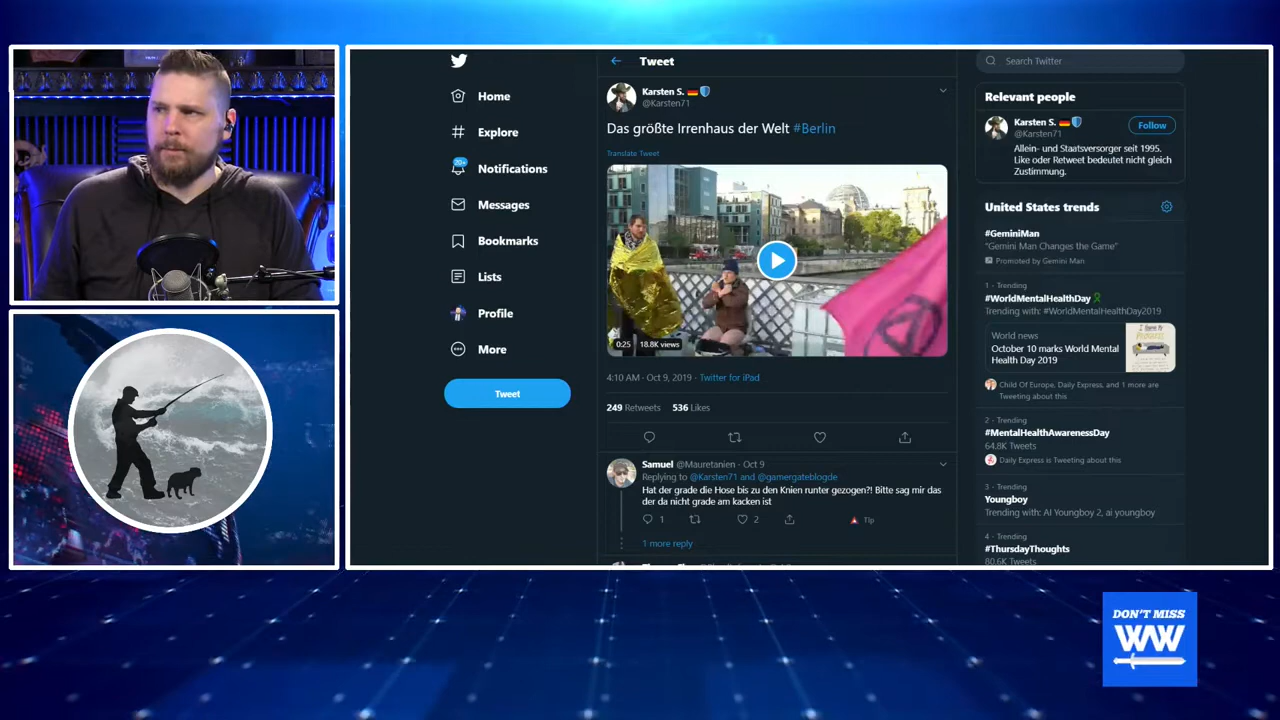 Home
Explore
20+
Notifications
Messages
Bookmarks
Lists
Profile
More
Tweet
Tweet
Karsten S.
@Karsten71
Das größte Irrenhaus der Welt #Berlin
Translate Tweet
0:25 18.8K views
4:10 AM · Oct 9, 2019 · Twitter for iPad
249 Retweets 536 Likes
Samuel @Mauretanien · Oct 9
Replying to @Karsten71 and @gamergateblogde
Hat der grade die Hose bis zu den Knien runter gezogen?! Bitte sag mir das
der da nicht grade am kacken ist
1
2
Tip
1 more reply
Search Twitter
Relevant people
Karsten S.
@Karsten71
Follow
Allein- und Staatsversorger seit 1995.
Like oder Retweet bedeutet nicht gleich
Zustimmung.
United States trends
#GeminiMan
"Gemini Man Changes the Game"
Promoted by Gemini Man
1 · Trending
#WorldMentalHealthDay
Trending with: #WorldMentalHealthDay2019
World news
October 10 marks World Mental
Health Day 2019
Child Of Europe, Daily Express, and 1 more are
Tweeting about this
2 · Trending
#MentalHealthAwarenessDay
64.8K Tweets
Daily Express is Tweeting about this
3 · Trending
Youngboy
Trending with: AI Youngboy 2, ai youngboy
4 · Trending
#ThursdayThoughts
80.6K Tweets
DON'T MISS
WW